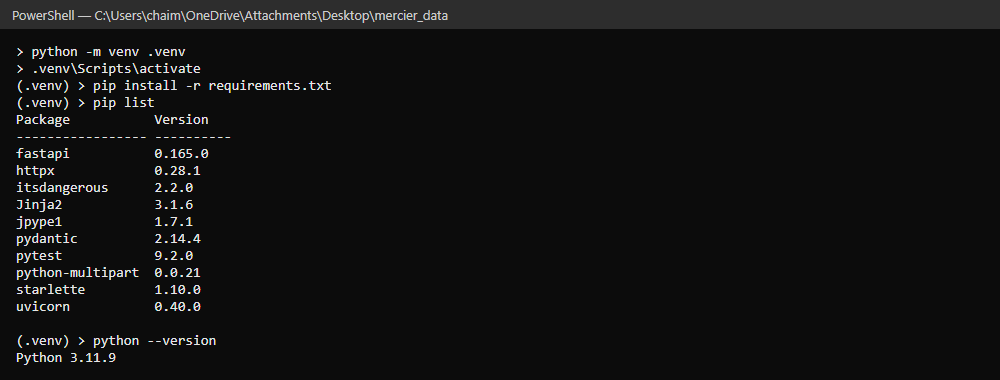 PowerShell — C:\Users\chaim\OneDrive\Attachments\Desktop\mercier_data
> python -m venv .venv
> .venv\Scripts\activate
(.venv) > pip install -r requirements.txt
(.venv) > pip list
Package           Version
----------------- ----------
fastapi           0.165.0
httpx             0.28.1
itsdangerous      2.2.0
Jinja2            3.1.6
jpype1            1.7.1
pydantic          2.14.4
pytest            9.2.0
python-multipart  0.0.21
starlette         1.10.0
uvicorn           0.40.0
(.venv) > python --version
Python 3.11.9